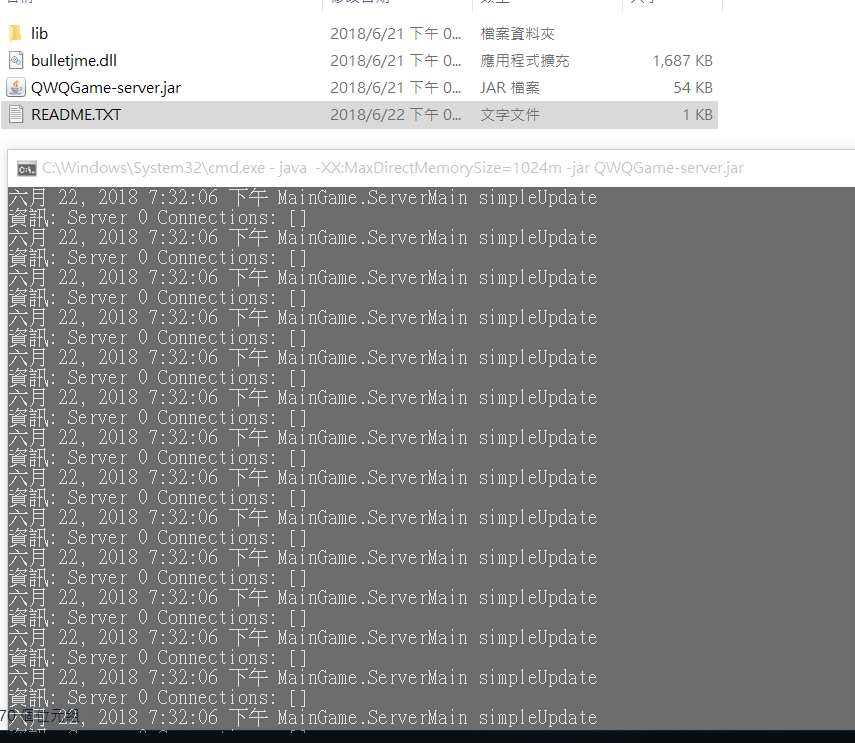 lib 2018/6/21 下午 0... 檔案資料夾
bulletjme.dll 2018/6/21 下午 0... 應用程式擴充 1,687 KB
QWQGame-server.jar 2018/6/21 下午 0... JAR 檔案 54 KB
README.TXT 2018/6/22 下午 0... 文字文件 1 KB
C:\Windows\System32\cmd.exe - java -XX:MaxDirectMemorySize=1024m -jar QWQGame-server.jar
六月 22, 2018 7:32:06 下午 MainGame.ServerMain simpleUpdate
資訊: Server 0 Connections: []
六月 22, 2018 7:32:06 下午 MainGame.ServerMain simpleUpdate
資訊: Server 0 Connections: []
六月 22, 2018 7:32:06 下午 MainGame.ServerMain simpleUpdate
資訊: Server 0 Connections: []
六月 22, 2018 7:32:06 下午 MainGame.ServerMain simpleUpdate
資訊: Server 0 Connections: []
六月 22, 2018 7:32:06 下午 MainGame.ServerMain simpleUpdate
資訊: Server 0 Connections: []
六月 22, 2018 7:32:06 下午 MainGame.ServerMain simpleUpdate
資訊: Server 0 Connections: []
六月 22, 2018 7:32:06 下午 MainGame.ServerMain simpleUpdate
資訊: Server 0 Connections: []
六月 22, 2018 7:32:06 下午 MainGame.ServerMain simpleUpdate
資訊: Server 0 Connections: []
六月 22, 2018 7:32:06 下午 MainGame.ServerMain simpleUpdate
資訊: Server 0 Connections: []
六月 22, 2018 7:32:06 下午 MainGame.ServerMain simpleUpdate
資訊: Server 0 Connections: []
六月 22, 2018 7:32:06 下午 MainGame.ServerMain simpleUpdate
資訊: Server 0 Connections: []
六月 22, 2018 7:32:06 下午 MainGame.ServerMain simpleUpdate
資訊: Server 0 Connections: []
六月 22, 2018 7:32:06 下午 MainGame.ServerMain simpleUpdate
資訊: Server 0 Connections: []
六月 22, 2018 7:32:06 下午 MainGame.ServerMain simpleUpdate